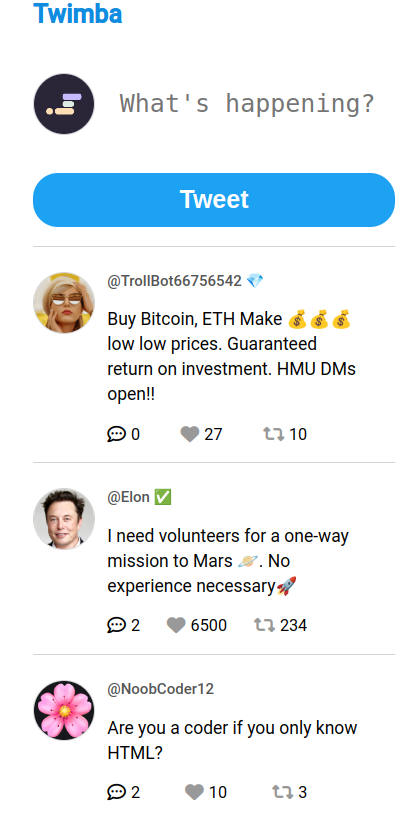 Twimba
What's happening?
Tweet
@TrollBot66756542 💎
Buy Bitcoin, ETH Make 💰💰💰
low low prices. Guaranteed
return on investment. HMU DMs
open!!
0 27 10
@Elon ✅
I need volunteers for a one-way
mission to Mars 🪐. No
experience necessary🚀
2 6500 234
@NoobCoder12
Are you a coder if you only know
HTML?
2 10 3